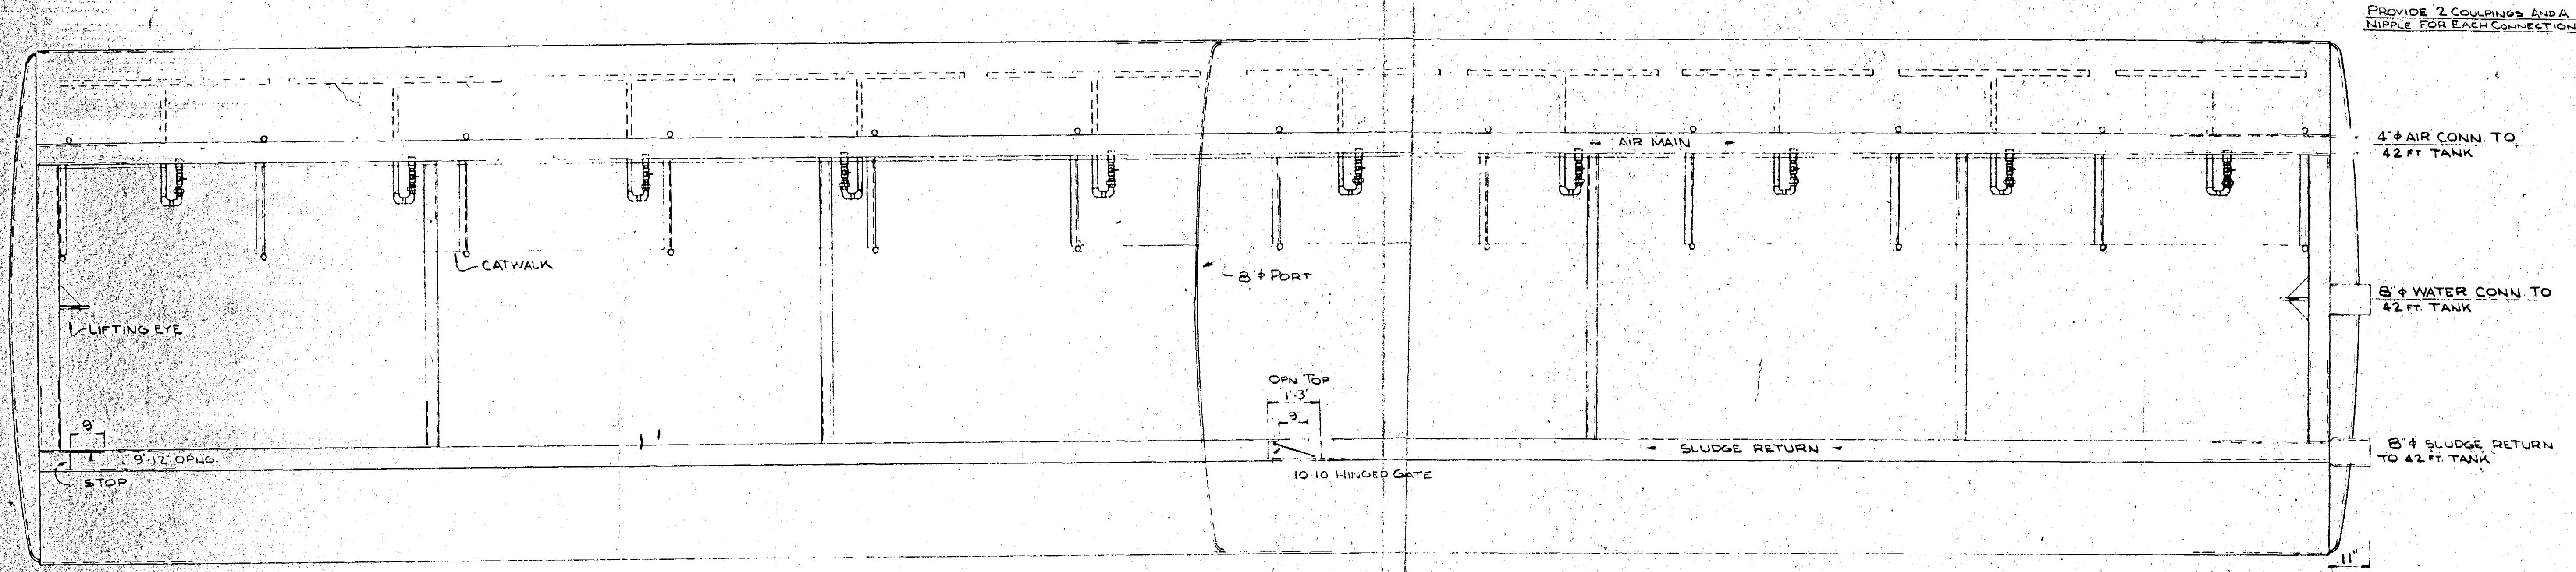 PROVIDE 2 COULPINGS AND A
NIPPLE FOR EACH CONNECTION
AIR MAIN
4"ϕ AIR CONN. TO
42 FT TANK
CATWALK
8"ϕ PORT
8"ϕ WATER CONN. TO
42 FT. TANK
LIFTING EYE
OPN TOP
1'-3"
9"
9"
9"·12" OPNG.
STOP
10·10 HINGED GATE
SLUDGE RETURN
8"ϕ SLUDGE RETURN
TO 42 FT. TANK
11"